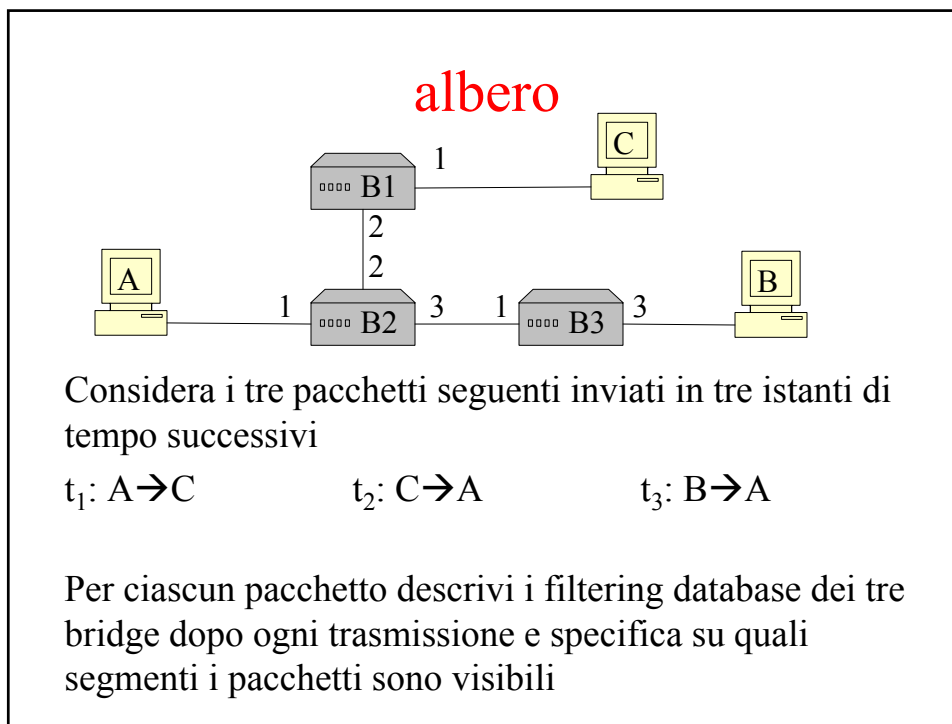 albero
1
C
B1
2
2
A
1
B2
3
1
B3
3
B
Considera i tre pacchetti seguenti inviati in tre istanti di
tempo successivi
t₁: A→C t₂: C→A t₃: B→A
Per ciascun pacchetto descrivi i filtering database dei tre
bridge dopo ogni trasmissione e specifica su quali
segmenti i pacchetti sono visibili